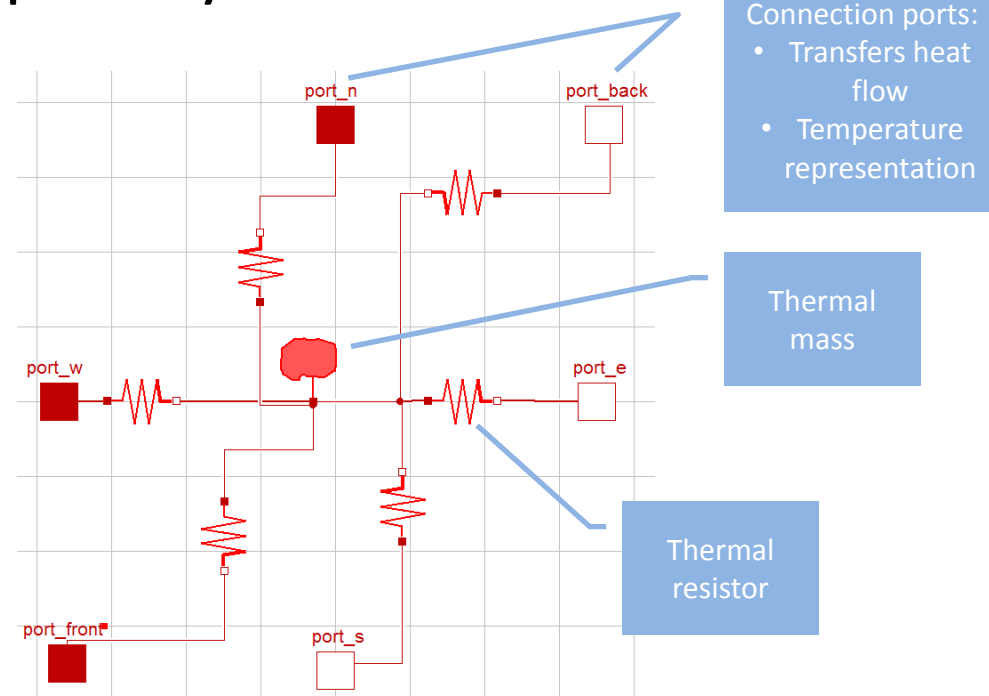 Connection ports:
• Transfers heat
flow
• Temperature
representation
port_n
port_back
Thermal
mass
port_w
port_e
Thermal
resistor
port_front
port_s